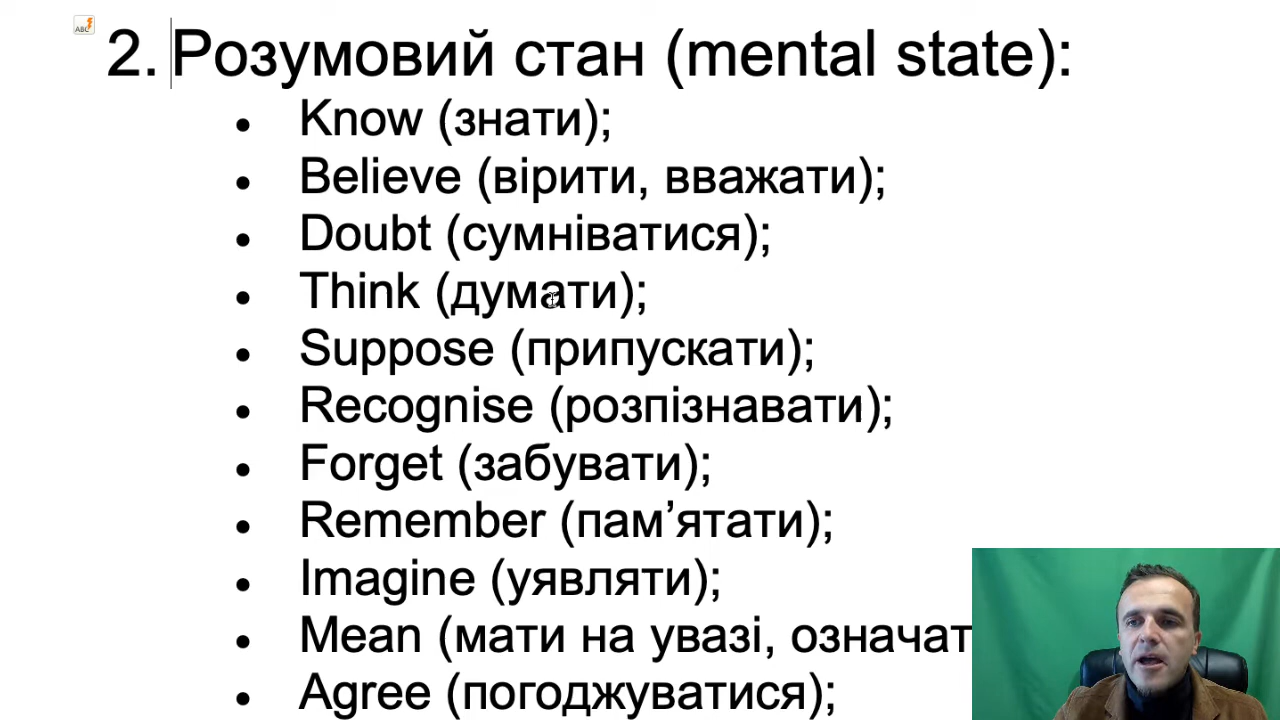 2. Розумовий стан (mental state):
• Know (знати);
• Believe (вірити, вважати);
• Doubt (сумніватися);
• Think (думати);
• Suppose (припускати);
• Recognise (розпізнавати);
• Forget (забувати);
• Remember (пам’ятати);
• Imagine (уявляти);
• Mean (мати на увазі, означат
• Agree (погоджуватися);
ABC